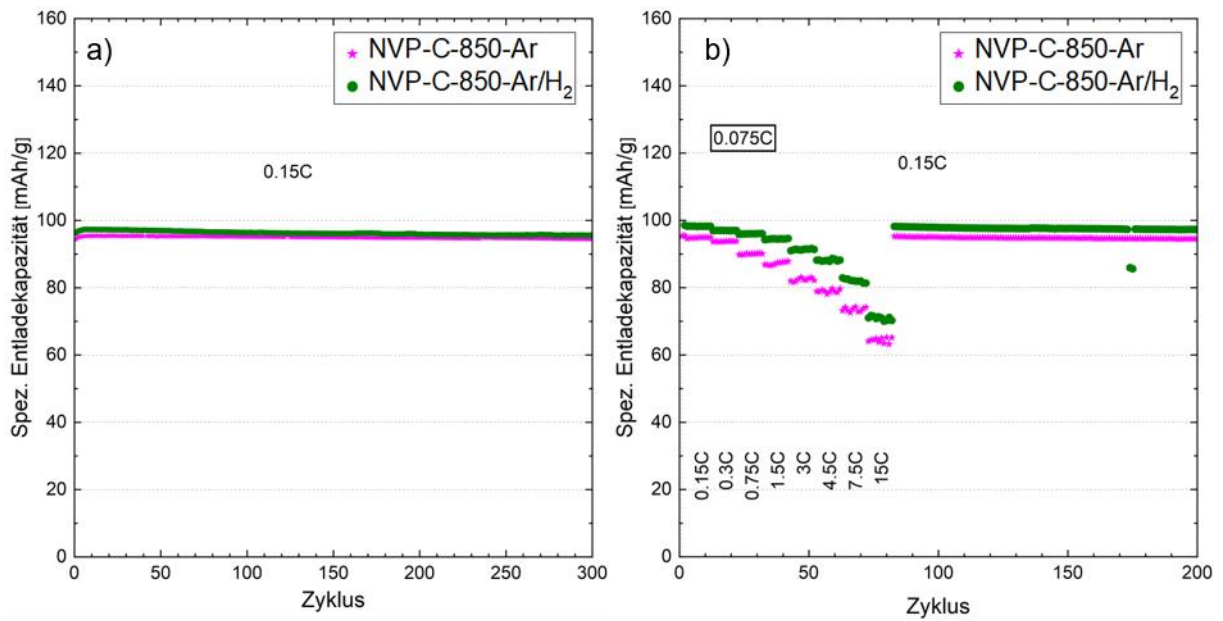 a)
NVP-C-850-Ar
NVP-C-850-Ar/H₂
0.15C
Spez. Entladekapazität [mAh/g]
160
140
120
100
80
60
40
20
0
0 50 100 150 200 250 300
Zyklus
b)
NVP-C-850-Ar
NVP-C-850-Ar/H₂
0.075C
0.15C
Spez. Entladekapazität [mAh/g]
160
140
120
100
80
60
40
20
0
0.15C
0.3C
0.75C
1.5C
3C
4.5C
7.5C
15C
0 50 100 150 200
Zyklus